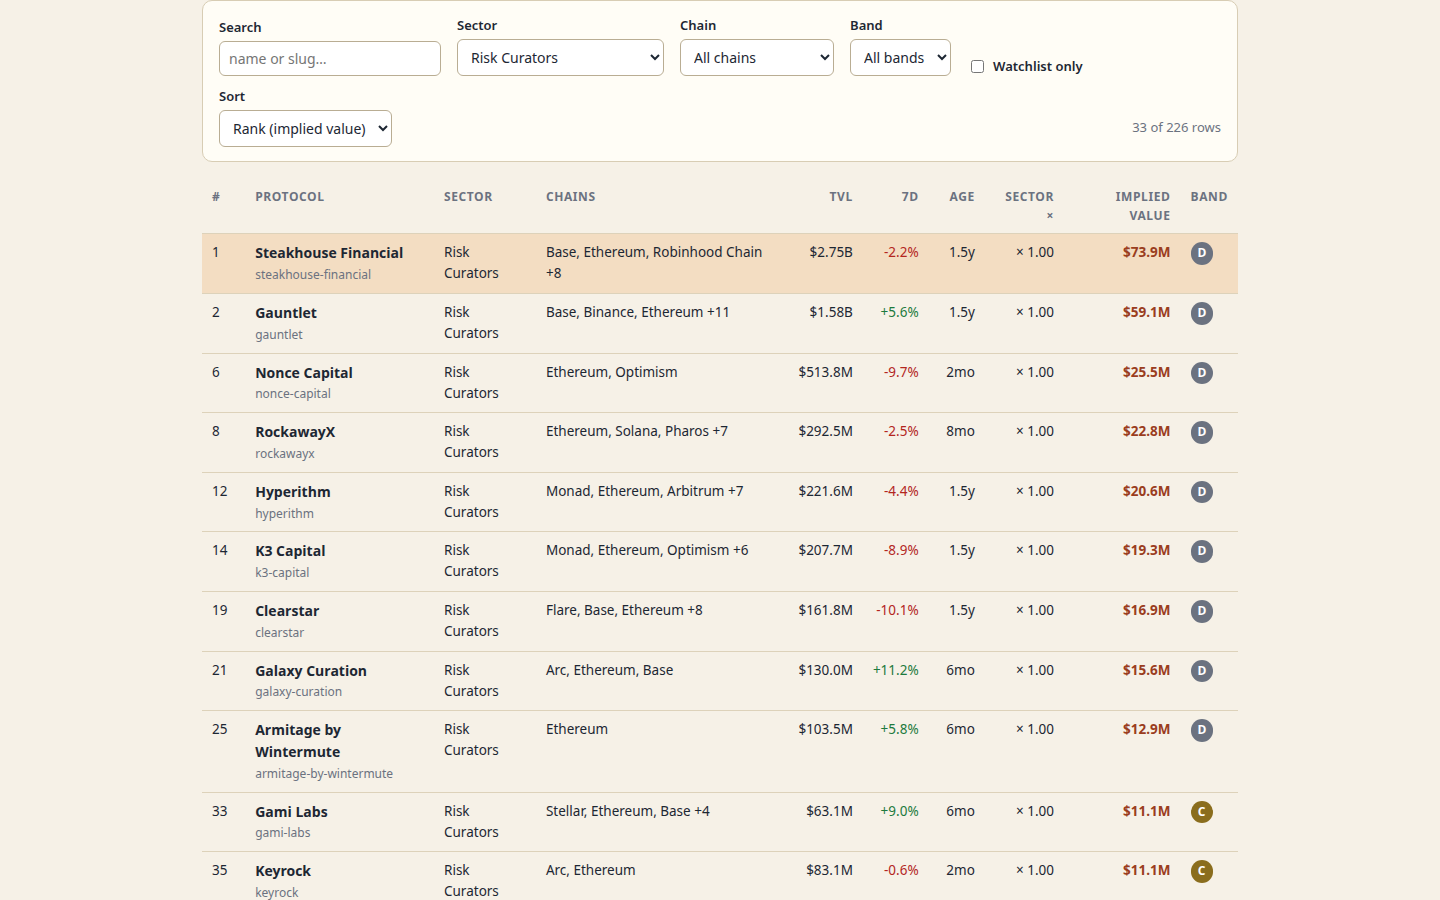 Search
name or slug...
Sector
Risk Curators
Chain
All chains
Band
All bands
Watchlist only
Sort
Rank (implied value)
33 of 226 rows
# PROTOCOL SECTOR CHAINS TVL 7D AGE SECTOR × IMPLIED VALUE BAND
1 Steakhouse Financial steakhouse-financial Risk Curators Base, Ethereum, Robinhood Chain +8 $2.75B -2.2% 1.5y × 1.00 $73.9M D
2 Gauntlet gauntlet Risk Curators Base, Binance, Ethereum +11 $1.58B +5.6% 1.5y × 1.00 $59.1M D
6 Nonce Capital nonce-capital Risk Curators Ethereum, Optimism $513.8M -9.7% 2mo × 1.00 $25.5M D
8 RockawayX rockawayx Risk Curators Ethereum, Solana, Pharos +7 $292.5M -2.5% 8mo × 1.00 $22.8M D
12 Hyperithm hyperithm Risk Curators Monad, Ethereum, Arbitrum +7 $221.6M -4.4% 1.5y × 1.00 $20.6M D
14 K3 Capital k3-capital Risk Curators Monad, Ethereum, Optimism +6 $207.7M -8.9% 1.5y × 1.00 $19.3M D
19 Clearstar clearstar Risk Curators Flare, Base, Ethereum +8 $161.8M -10.1% 1.5y × 1.00 $16.9M D
21 Galaxy Curation galaxy-curation Risk Curators Arc, Ethereum, Base $130.0M +11.2% 6mo × 1.00 $15.6M D
25 Armitage by Wintermute armitage-by-wintermute Risk Curators Ethereum $103.5M +5.8% 6mo × 1.00 $12.9M D
33 Gami Labs gami-labs Risk Curators Stellar, Ethereum, Base +4 $63.1M +9.0% 6mo × 1.00 $11.1M C
35 Keyrock keyrock Risk Curators Arc, Ethereum $83.1M -0.6% 2mo × 1.00 $11.1M C